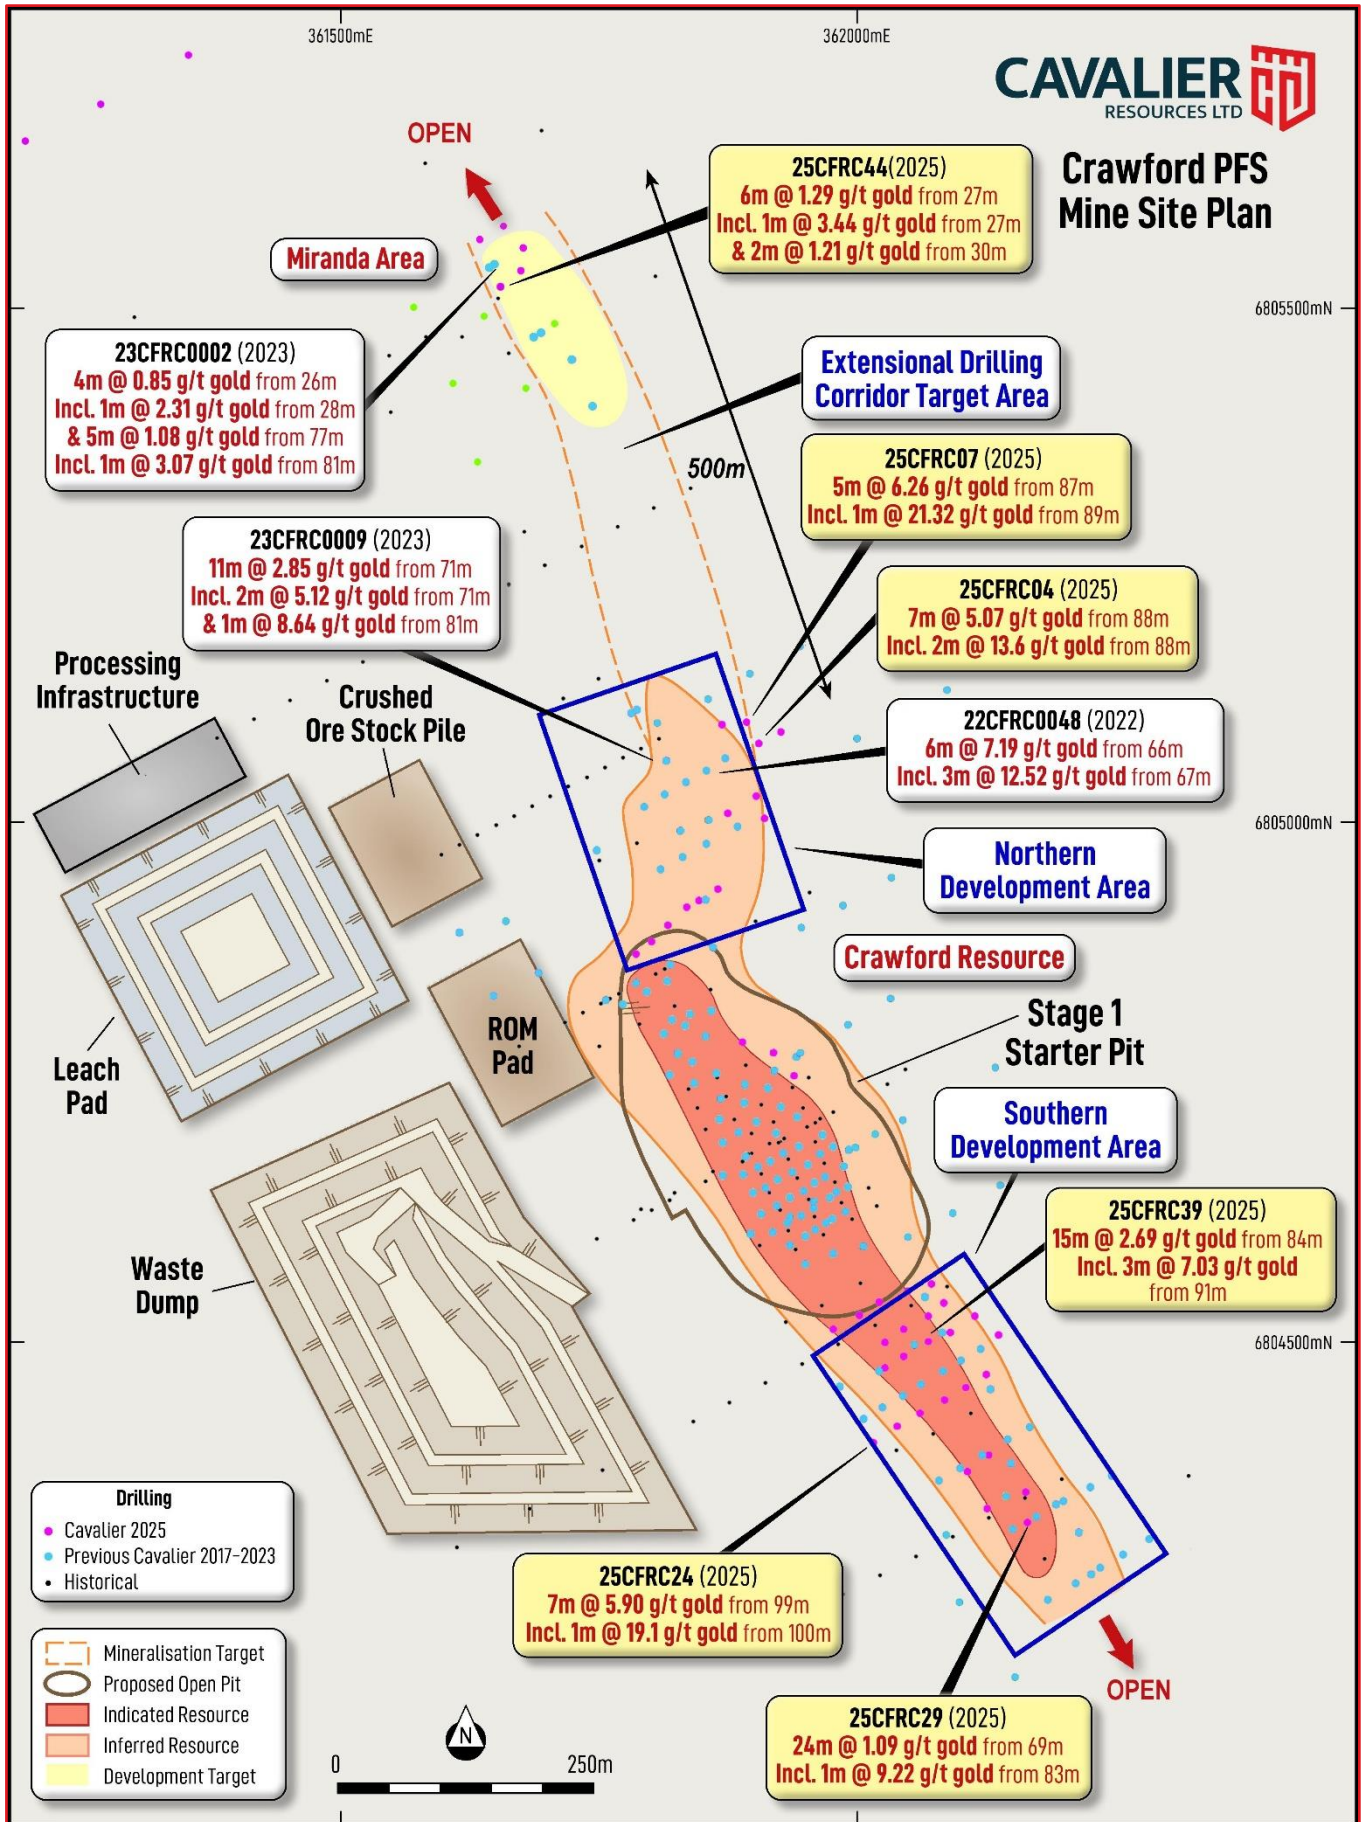 361500mE
362000mE
CAVALIER
RESOURCES LTD
Crawford PFS
Mine Site Plan
OPEN
25CFRC44(2025)
6m @ 1.29 g/t gold from 27m
Incl. 1m @ 3.44 g/t gold from 27m
& 2m @ 1.21 g/t gold from 30m
Miranda Area
6805500mN
23CFRC0002 (2023)
4m @ 0.85 g/t gold from 26m
Incl. 1m @ 2.31 g/t gold from 28m
& 5m @ 1.08 g/t gold from 77m
Incl. 1m @ 3.07 g/t gold from 81m
Extensional Drilling
Corridor Target Area
500m
25CFRC07 (2025)
5m @ 6.26 g/t gold from 87m
Incl. 1m @ 21.32 g/t gold from 89m
23CFRC0009 (2023)
11m @ 2.85 g/t gold from 71m
Incl. 2m @ 5.12 g/t gold from 71m
& 1m @ 8.64 g/t gold from 81m
25CFRC04 (2025)
7m @ 5.07 g/t gold from 88m
Incl. 2m @ 13.6 g/t gold from 88m
Processing
Infrastructure
Crushed
Ore Stock Pile
22CFRC0048 (2022)
6m @ 7.19 g/t gold from 66m
Incl. 3m @ 12.52 g/t gold from 67m
6805000mN
Northern
Development Area
Crawford Resource
Stage 1
Starter Pit
ROM
Pad
Leach
Pad
Southern
Development Area
25CFRC39 (2025)
15m @ 2.69 g/t gold from 84m
Incl. 3m @ 7.03 g/t gold
from 91m
Waste
Dump
6804500mN
Drilling
Cavalier 2025
Previous Cavalier 2017-2023
Historical
25CFRC24 (2025)
7m @ 5.90 g/t gold from 99m
Incl. 1m @ 19.1 g/t gold from 100m
Mineralisation Target
Proposed Open Pit
Indicated Resource
Inferred Resource
Development Target
N
0
250m
OPEN
25CFRC29 (2025)
24m @ 1.09 g/t gold from 69m
Incl. 1m @ 9.22 g/t gold from 83m